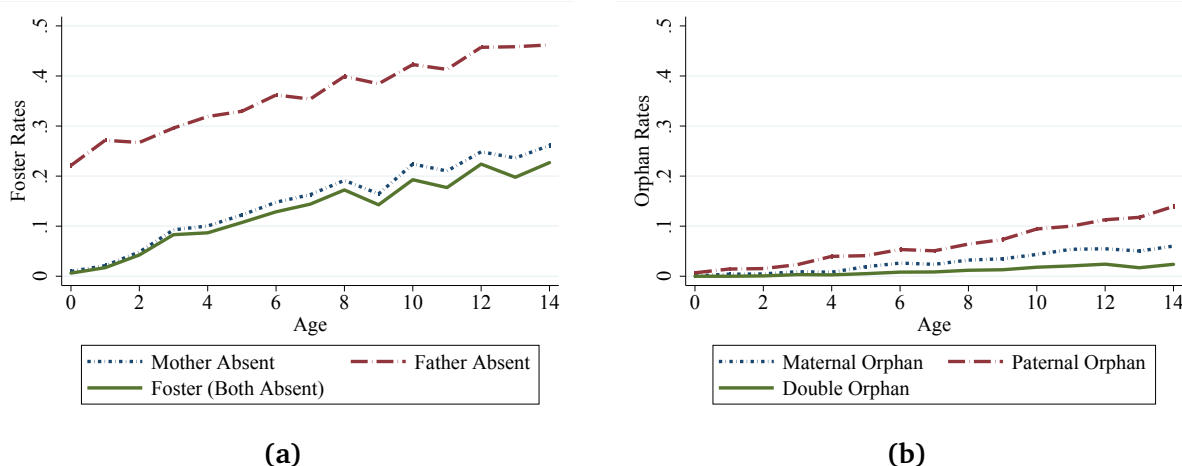 .5
.4
.3
.2
.1
0
Foster Rates
0 2 4 6 8 10 12 14
Age
Mother Absent Father Absent
Foster (Both Absent)
(a)
.5
.4
.3
.2
.1
0
Orphan Rates
0 2 4 6 8 10 12 14
Age
Maternal Orphan Paternal Orphan
Double Orphan
(b)